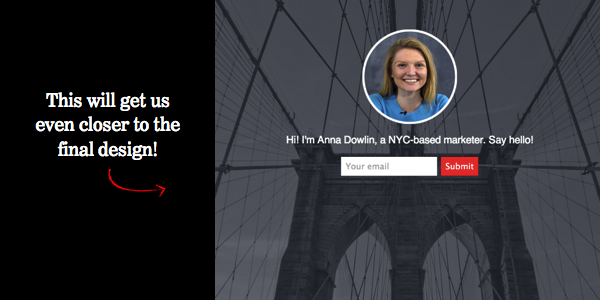 This will get us
even closer to the
final design!
Hi! I'm Anna Dowlin, a NYC-based marketer. Say hello!
Your email
Submit